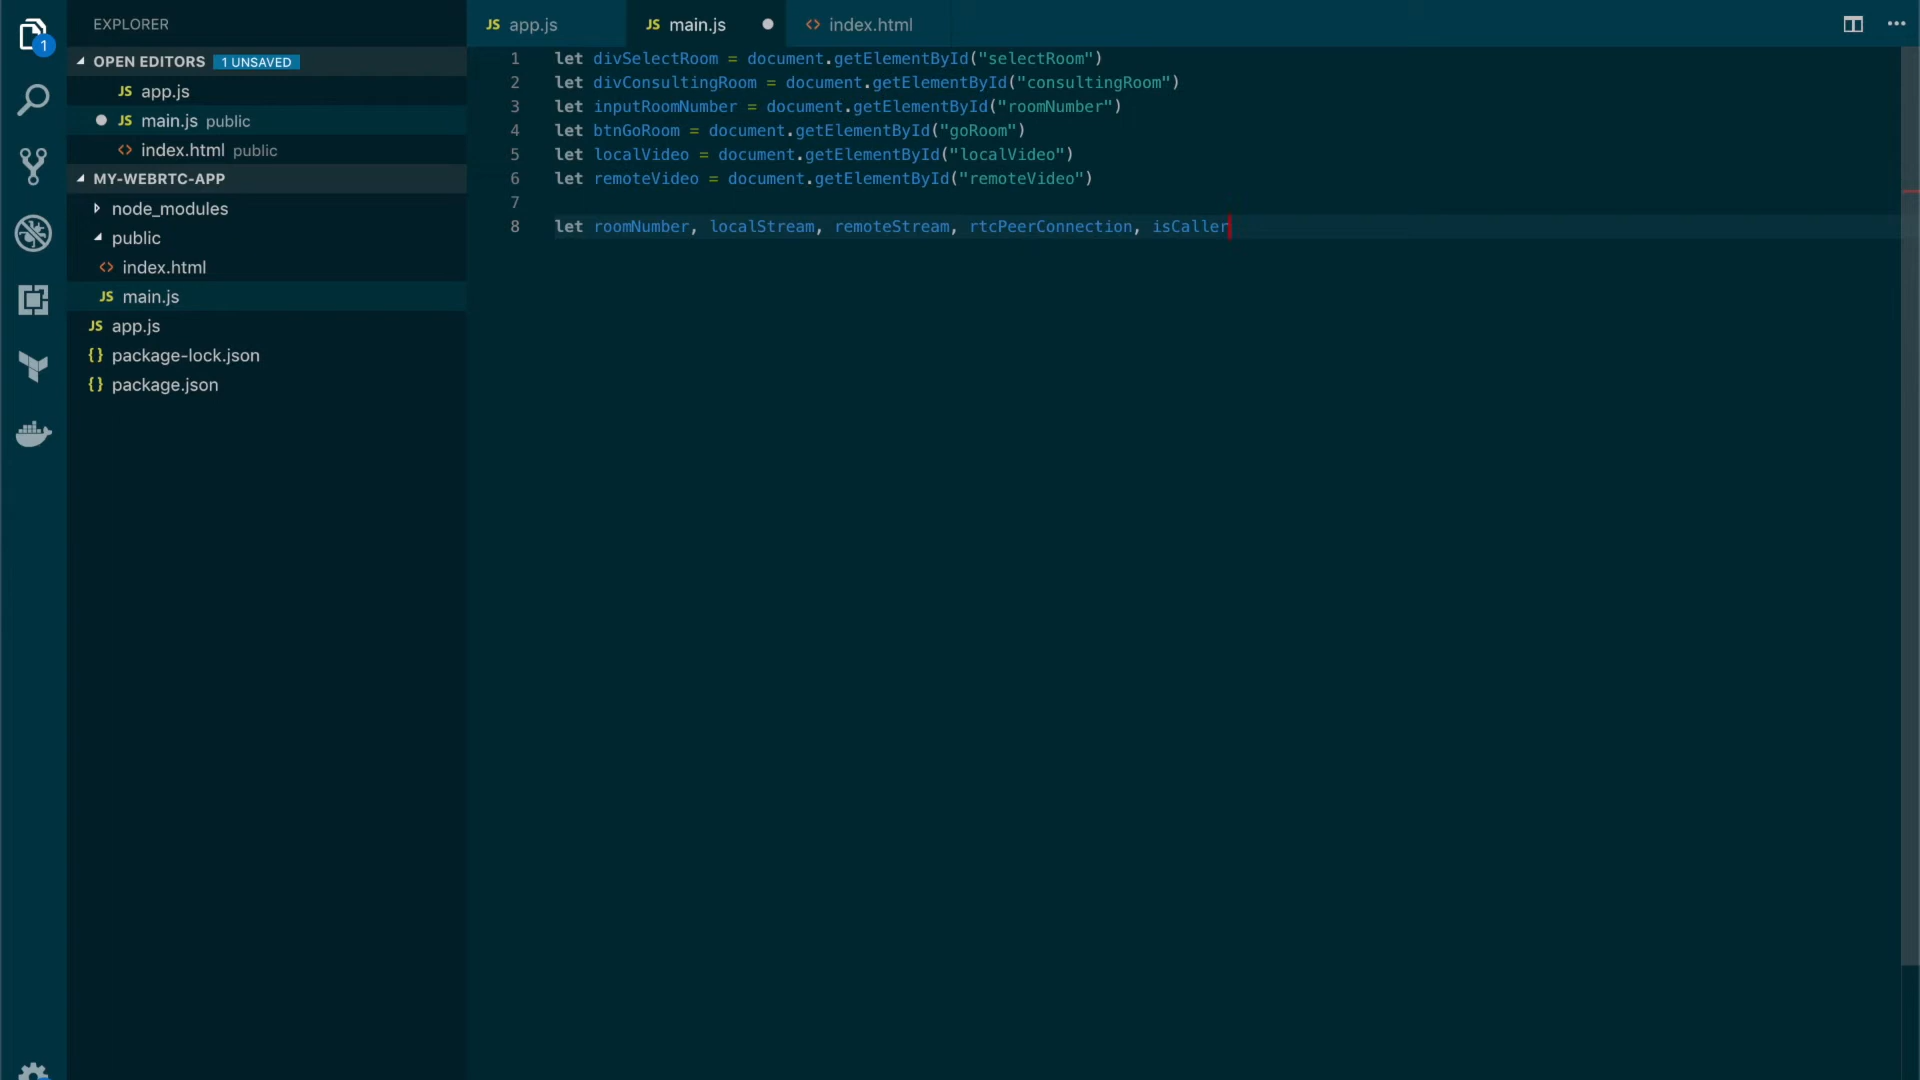 EXPLORER
OPEN EDITORS 1 UNSAVED
JS app.js
JS main.js public
<> index.html public
MY-WEBRTC-APP
node_modules
public
<> index.html
JS main.js
JS app.js
{} package-lock.json
{} package.json
1
JS app.js
JS main.js
<> index.html
1 let divSelectRoom = document.getElementById("selectRoom")
2 let divConsultingRoom = document.getElementById("consultingRoom")
3 let inputRoomNumber = document.getElementById("roomNumber")
4 let btnGoRoom = document.getElementById("goRoom")
5 let localVideo = document.getElementById("localVideo")
6 let remoteVideo = document.getElementById("remoteVideo")
7
8 let roomNumber, localStream, remoteStream, rtcPeerConnection, isCaller